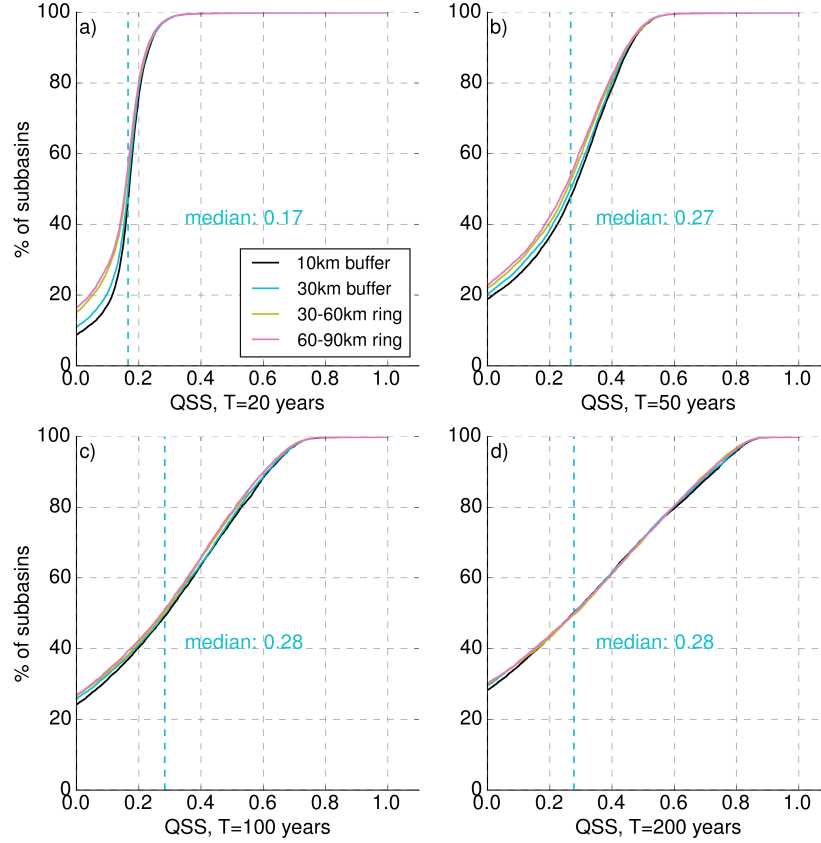 a)
100
80
60
40
20
0
% of subbasins
median: 0.17
10km buffer
30km buffer
30-60km ring
60-90km ring
0.0 0.2 0.4 0.6 0.8 1.0
QSS, T=20 years
b)
100
80
60
40
20
0
median: 0.27
0.0 0.2 0.4 0.6 0.8 1.0
QSS, T=50 years
c)
100
80
60
40
20
0
% of subbasins
median: 0.28
0.0 0.2 0.4 0.6 0.8 1.0
QSS, T=100 years
d)
100
80
60
40
20
0
median: 0.28
0.0 0.2 0.4 0.6 0.8 1.0
QSS, T=200 years